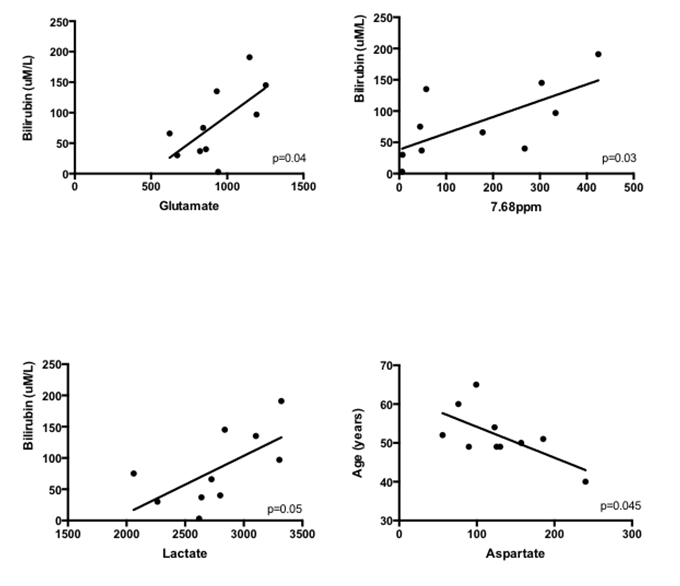 Bilirubin (uM/L)
250
200
150
100
50
0
0 500 1000 1500
Glutamate
p=0.04
Bilirubin (uM/L)
250
200
150
100
50
0
0 100 200 300 400 500
7.68ppm
p=0.03
Bilirubin (uM/L)
250
200
150
100
50
0
1500 2000 2500 3000 3500
Lactate
p=0.05
Age (years)
70
60
50
40
30
0 100 200 300
Aspartate
p=0.045